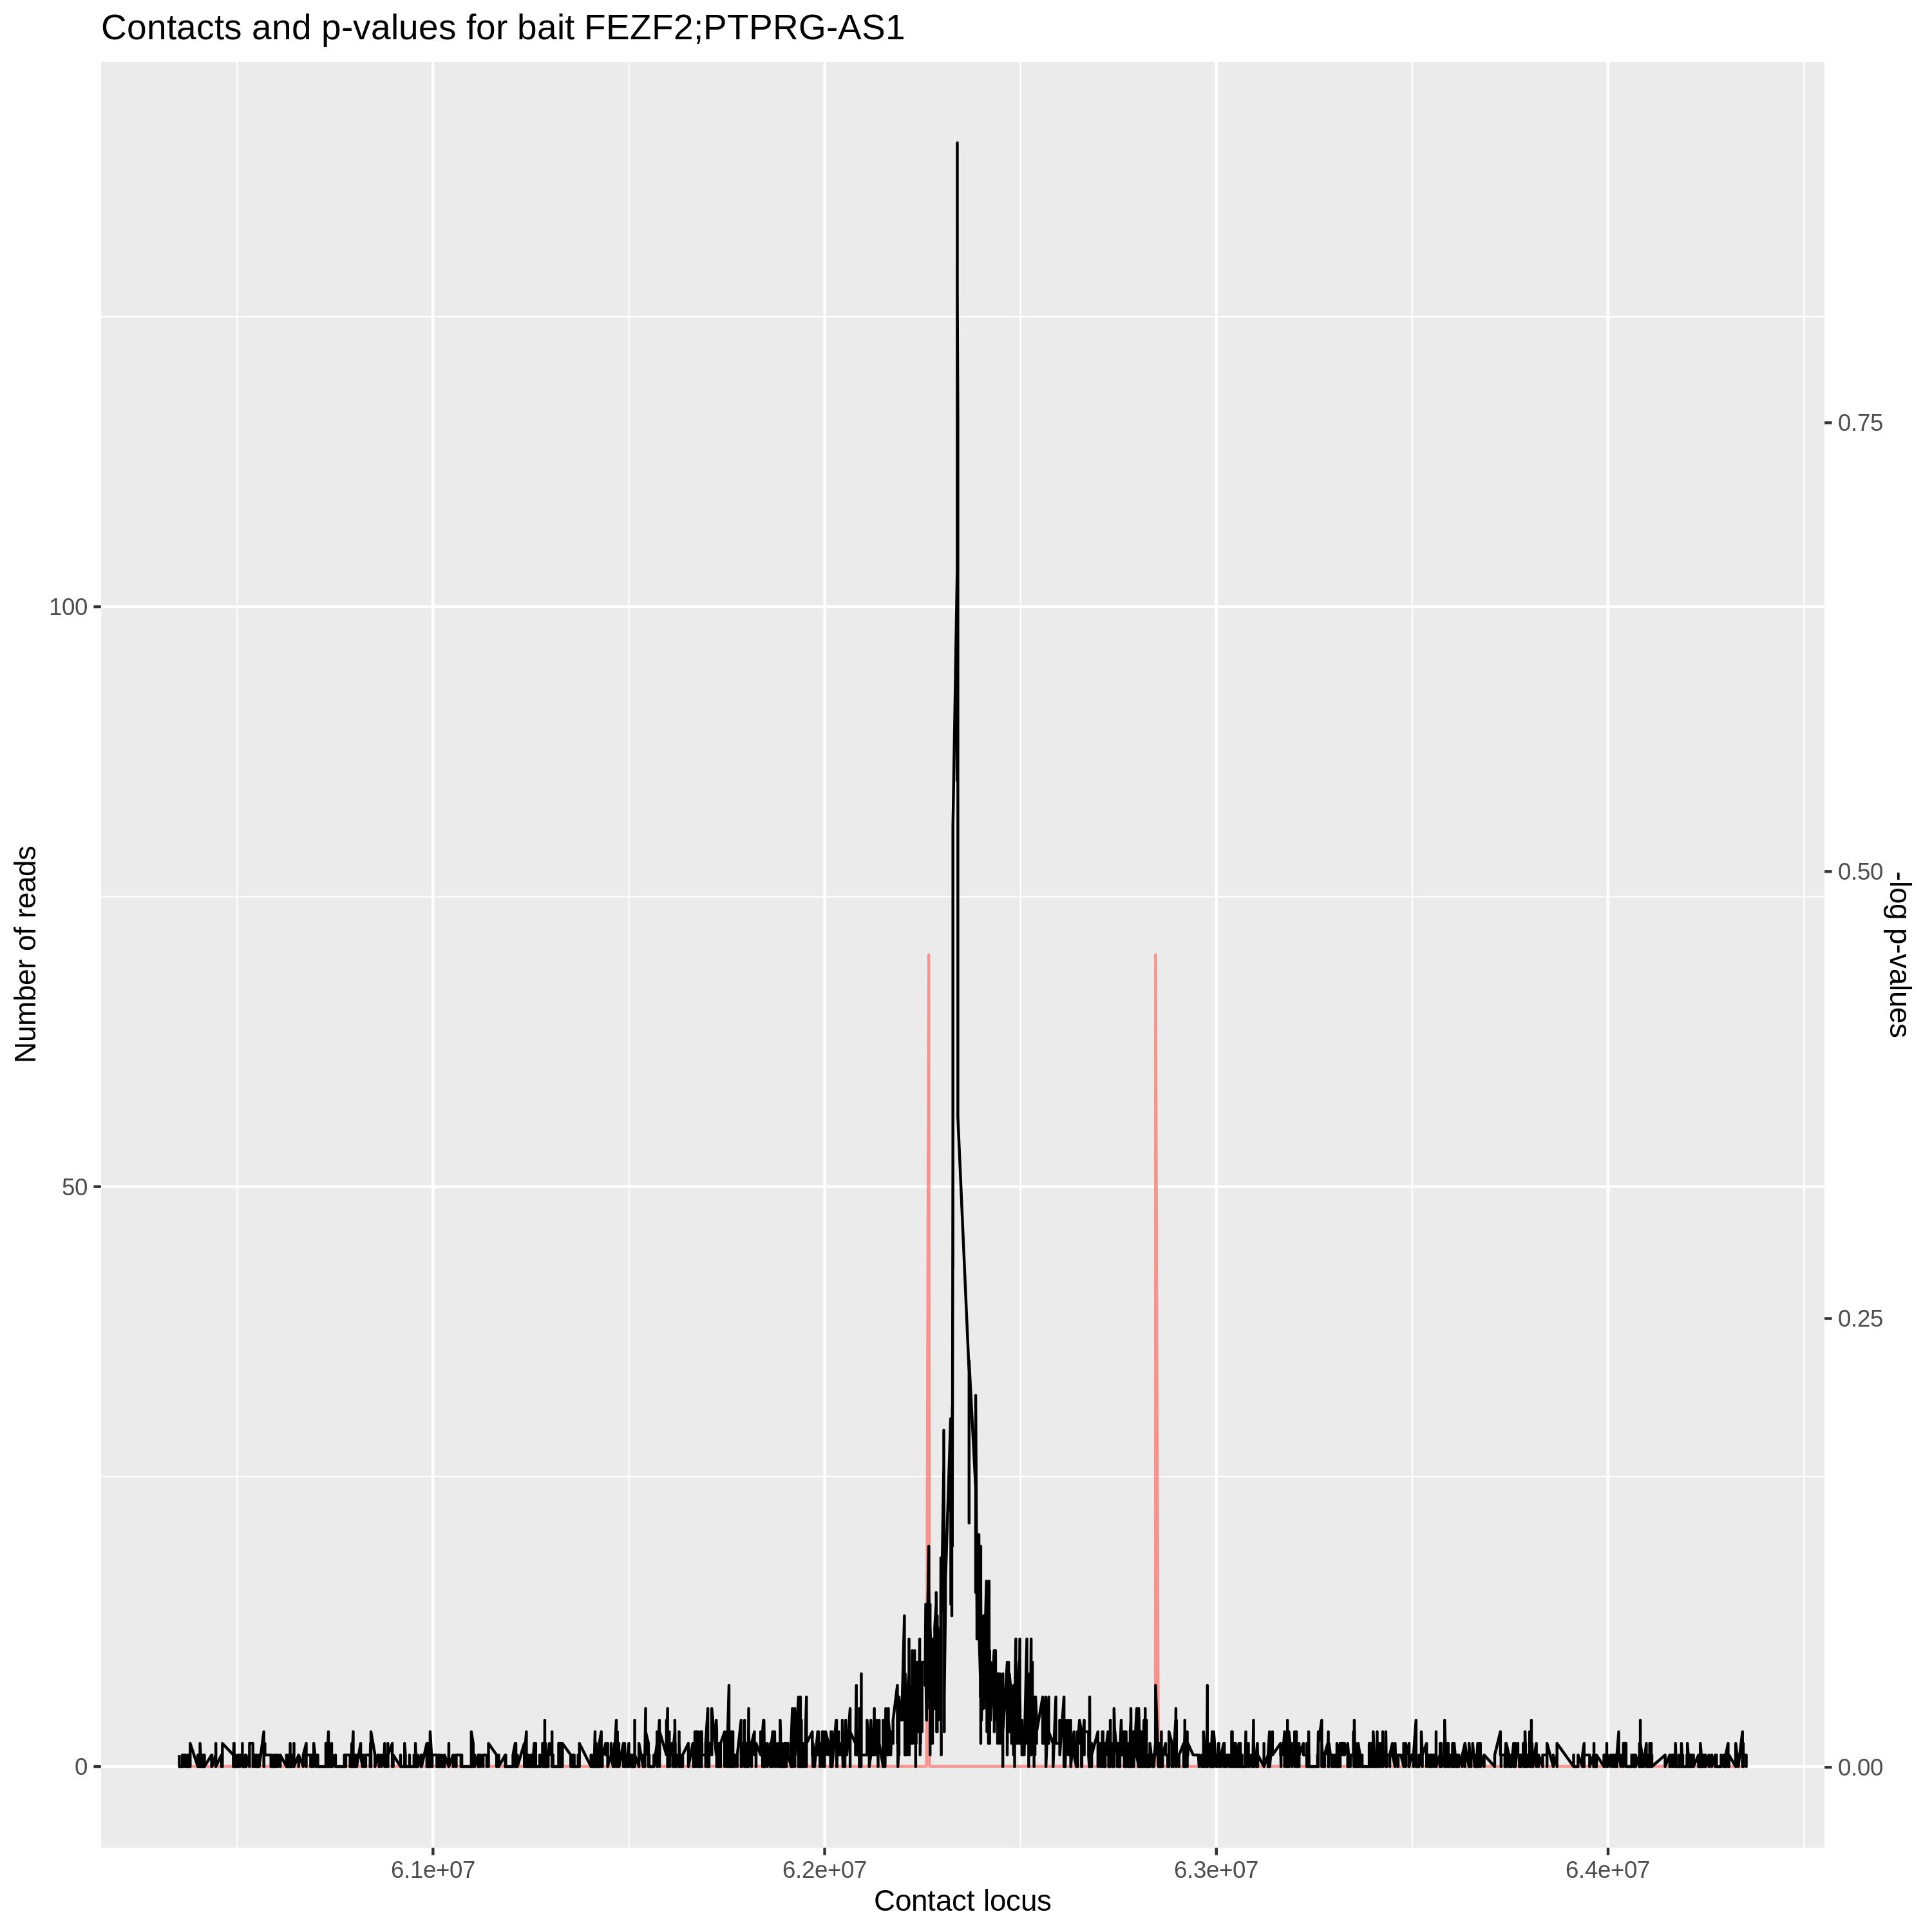 Contacts and p-values for bait FEZF2;PTPRG-AS1
100
50
0
Number of reads
0.75
0.50
0.25
0.00
-log p-values
6.1e+07
6.2e+07
6.3e+07
6.4e+07
Contact locus